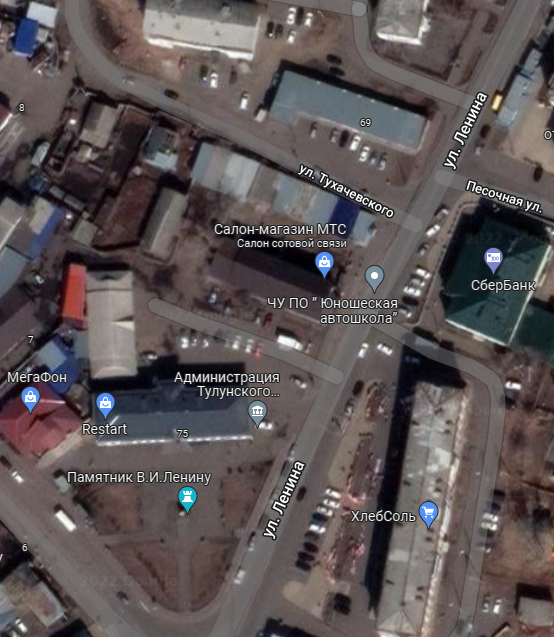 8
69
ул. Ленина
ул. Тухачевского
Песочная ул.
Салон-магазин МТС
Салон сотовой связи
СберБанк
ЧУ ПО " Юношеская
автошкола"
7
МегаФон
Администрация
Тулунского...
Restart
75
Памятник В.И.Ленину
ул. Ленина
ХлебСоль
6